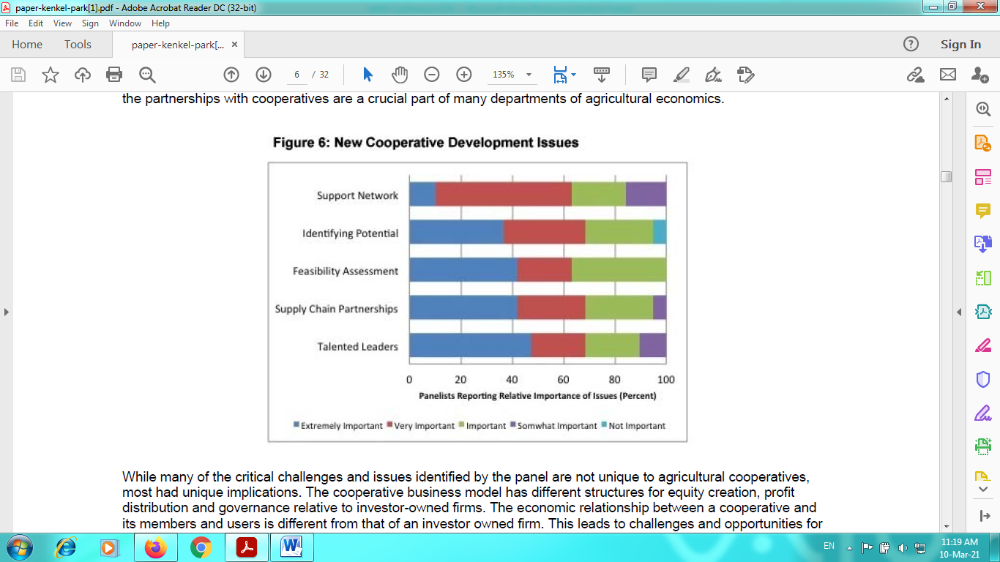 paper-kenkel-park[1].pdf - Adobe Acrobat Reader DC (32-bit)
File Edit View Sign Window Help
Home Tools paper-kenkel-park[... × Sign In
6 / 32 135%
the partnerships with cooperatives are a crucial part of many departments of agricultural economics.
Figure 6: New Cooperative Development Issues
Support Network
Identifying Potential
Feasibility Assessment
Supply Chain Partnerships
Talented Leaders
0 20 40 60 80 100
Panelists Reporting Relative Importance of Issues (Percent)
Extremely Important Very Important Important Somwhat Important Not Important
While many of the critical challenges and issues identified by the panel are not unique to agricultural cooperatives,
most had unique implications. The cooperative business model has different structures for equity creation, profit
distribution and governance relative to investor-owned firms. The economic relationship between a cooperative and
its members and users is different from that of an investor owned firm. This leads to challenges and opportunities for
EN 11:19 AM
10-Mar-21